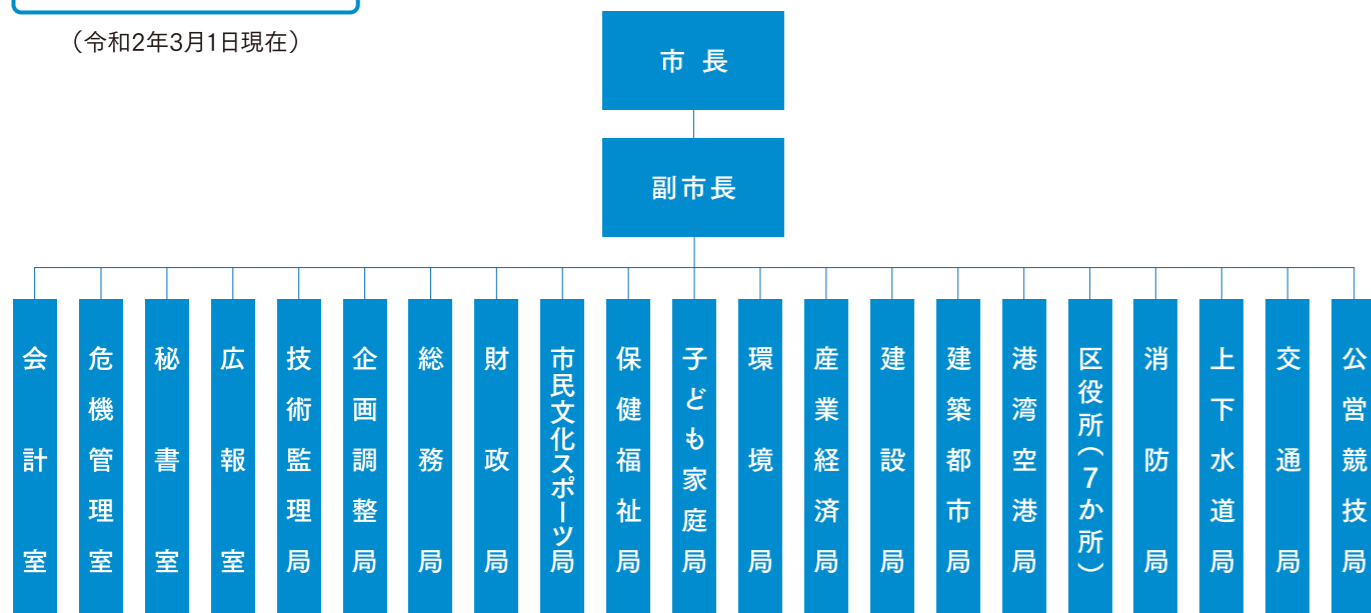 （令和2年3月1日現在）
市長
副市長
会計室
危機管理室
秘書室
広報室
技術監理局
企画調整局
総務局
財政局
市民文化スポーツ局
保健福祉局
子ども家庭局
環境局
産業経済局
建設局
建築都市局
港湾空港局
区役所（7か所）
消防局
上下水道局
交通局
公営競技局